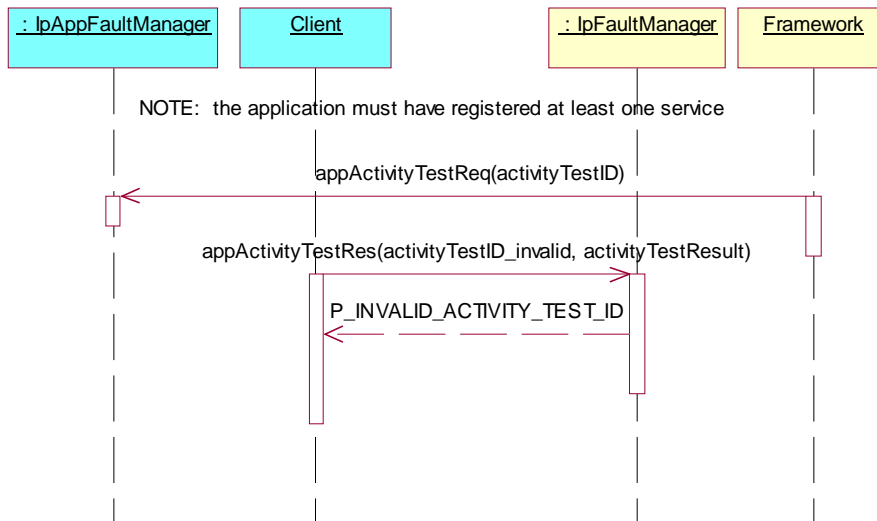 : IpAppFaultManager
Client
: IpFaultManager
Framework
NOTE: the application must have registered at least one service
appActivityTestReq(activityTestID)
appActivityTestRes(activityTestID_invalid, activityTestResult)
P_INVALID_ACTIVITY_TEST_ID